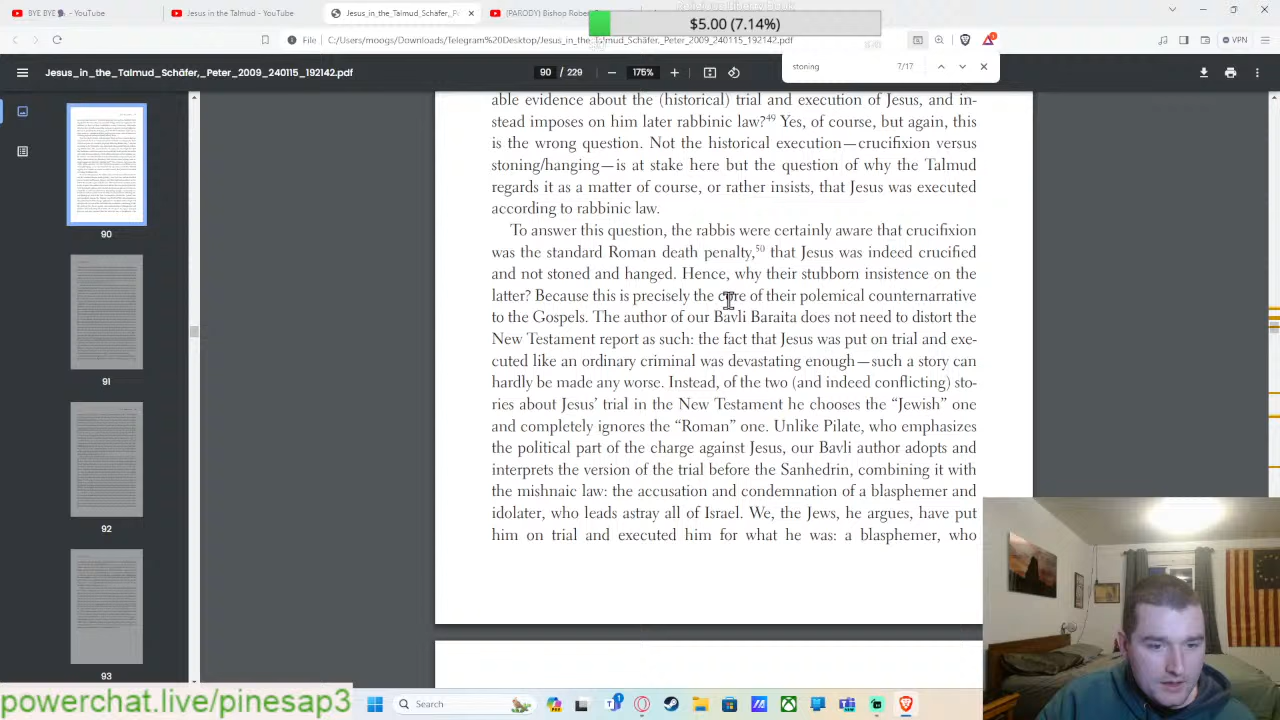 BYE BYE
Jesus in the Talmud - YouTube
Jesus_in_the_Talmud_Schäfer,_P
(PARODY) Bishop Rober
$5.00 (7.14%)
File
C:/Users/moogs/Downloads/Telegram%20Desktop/Jesus_in_the_Talmud_Schäfer,_Peter_2009_240115_192142.pdf
VPN
Jesus_in_the_Talmud_Schäfer,_Peter_2009_240115_192142.pdf
90 / 229
175%
stoning
7/17
able evidence about the (historical) trial and execution of Jesus, and in-
stead imposes on him later rabbinic law?49 Yes, of course, but again, this
is the wrong question. Not the historical execution—crucifixion versus
stoning/hanging—is at stake here but the question of why the Talmud
regards it as a matter of course, or rather insists, that Jesus was executed
according to rabbinic law.
To answer this question, the rabbis were certainly aware that crucifixion
was the standard Roman death penalty,50 that Jesus was indeed crucified
and not stoned and hanged. Hence, why their stubborn insistence on the
latter? Because this is precisely the core of their polemical counternarrative
to the Gospels. The author of our Bavli Baraita does not need to distort the
New Testament report as such: the fact that Jesus was put on trial and exe-
cuted like an ordinary criminal was devastating enough—such a story can
hardly be made any worse. Instead, of the two (and indeed conflicting) sto-
ries about Jesus’ trial in the New Testament he chooses the “Jewish” one
and completely ignores the “Roman” one. Unlike Pilate, who emphasizes
the political part of the charge against Jesus, our Bavli author adopts and
interprets the version of the trial before the Sanhedrin, combining it with
the mishnaic law: the accusation and condemnation of a blasphemer and
idolater, who leads astray all of Israel. We, the Jews, he argues, have put
him on trial and executed him for what he was: a blasphemer, who
90
91
92
93
powerchat.live/pinesap3
Search